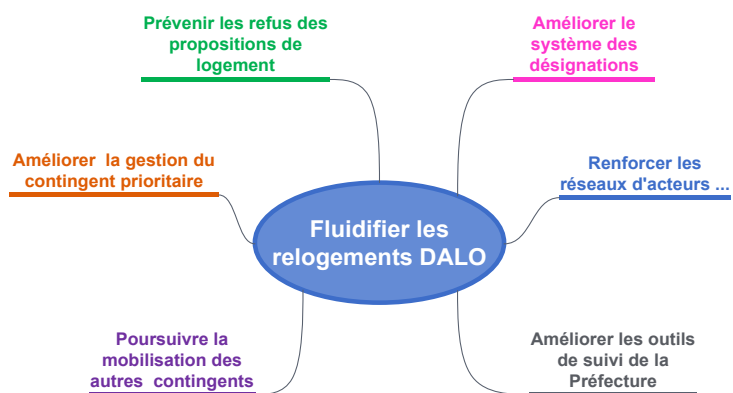 Prévenir les refus des
propositions de
logement
Améliorer le
système des
désignations
Améliorer  la gestion du
contingent prioritaire
Renforcer les
réseaux d'acteurs ...
Fluidifier les
relogements DALO
Poursuivre la
mobilisation des
autres  contingents
Améliorer les outils
de suivi de la
Préfecture